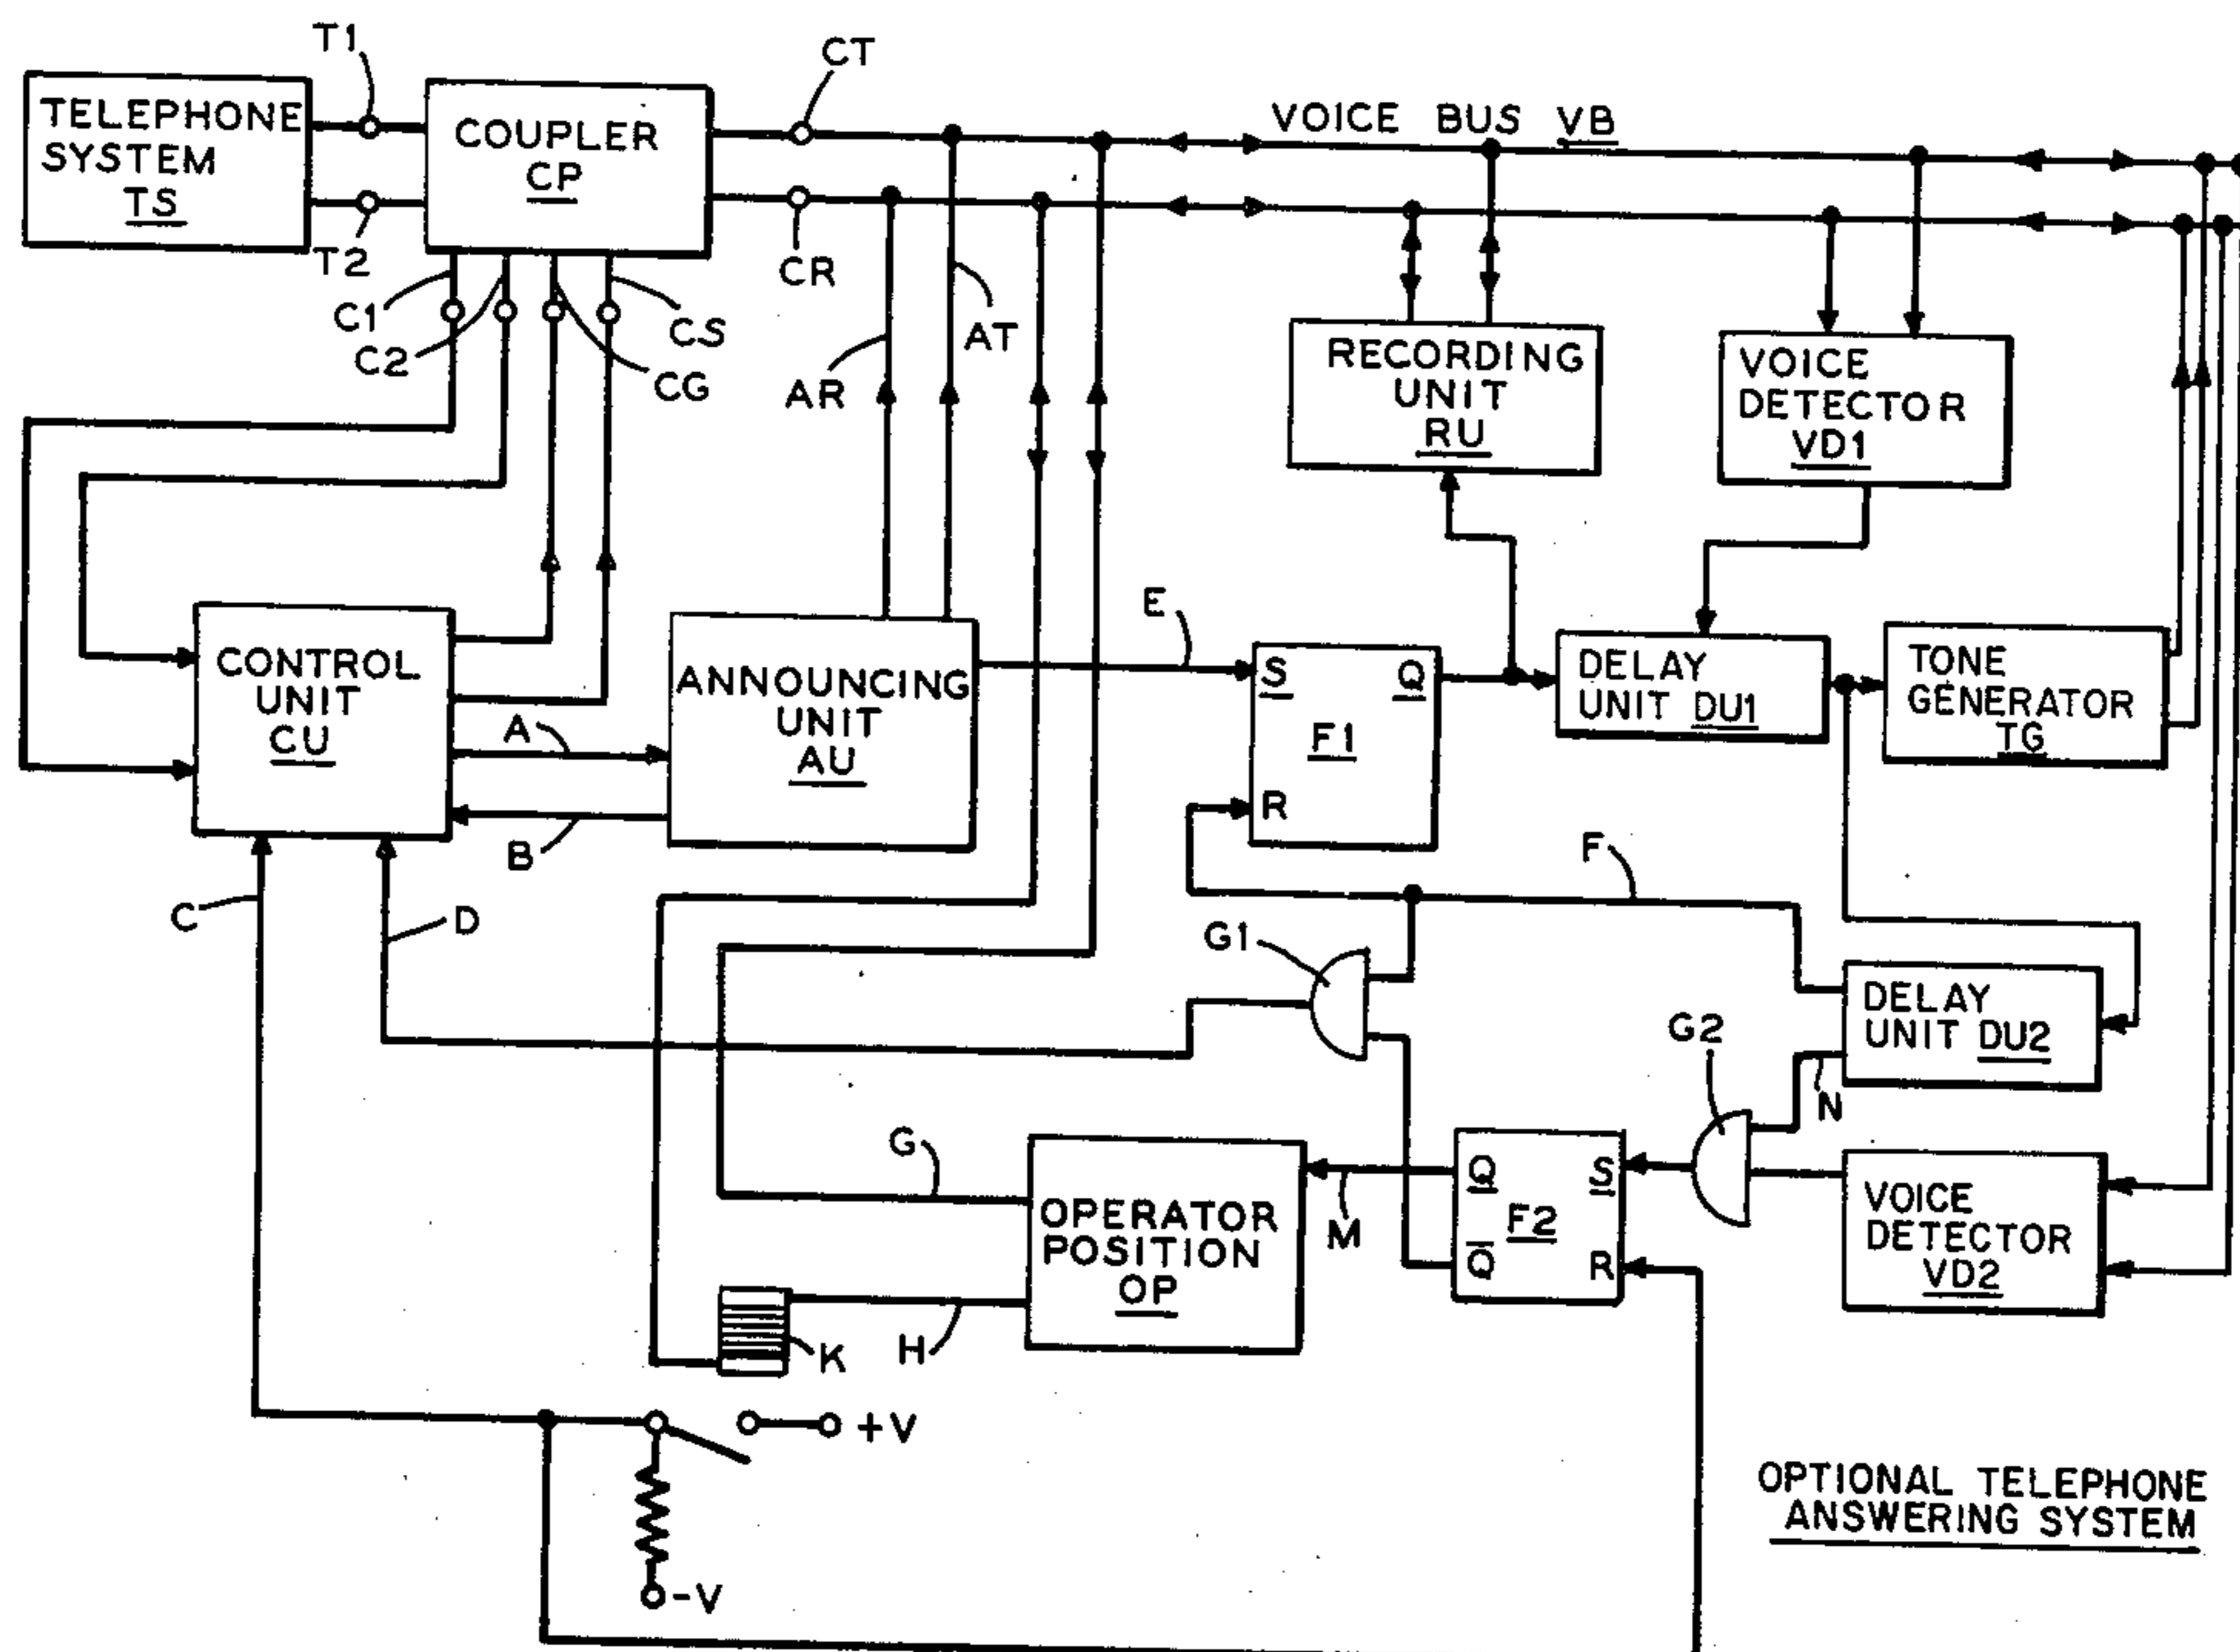 T1
CT
TELEPHONE
SYSTEM
TS
COUPLER
CP
VOICE BUS VB
T2
CR
C1
C2
CG
CS
AR
AT
RECORDING
UNIT
RU
VOICE
DETECTOR
VD1
CONTROL
UNIT
CU
A
B
ANNOUNCING
UNIT
AU
E
S
Q
F1
R
DELAY
UNIT DU1
TONE
GENERATOR
TG
C
D
G1
F
DELAY
UNIT DU2
G2
N
G
OPERATOR
POSITION
OP
M
Q
S
F2
Q̅
R
VOICE
DETECTOR
VD2
K
H
+V
-V
OPTIONAL TELEPHONE
ANSWERING SYSTEM